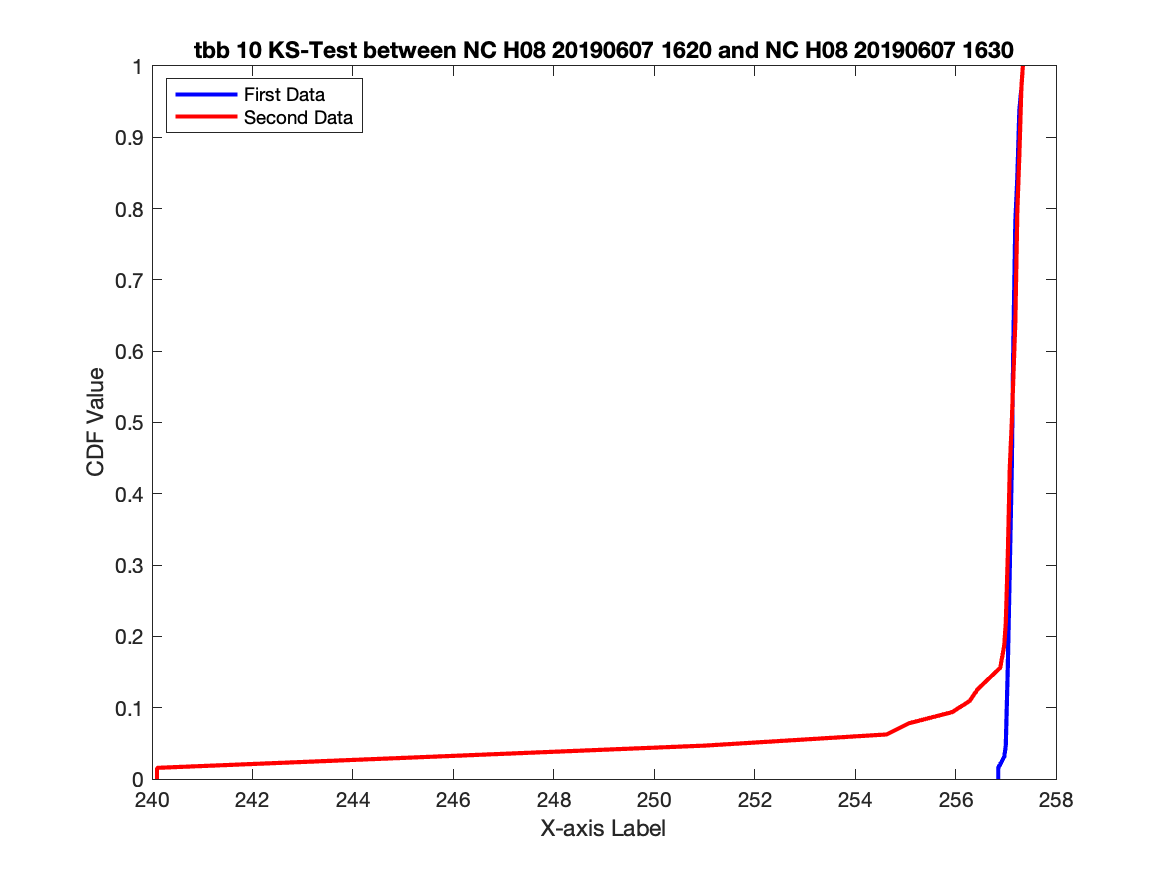 tbb 10 KS-Test between NC H08 20190607 1620 and NC H08 20190607 1630
First Data
Second Data
1
0.9
0.8
0.7
0.6
0.5
0.4
0.3
0.2
0.1
0
CDF Value
240 242 244 246 248 250 252 254 256 258
X-axis Label